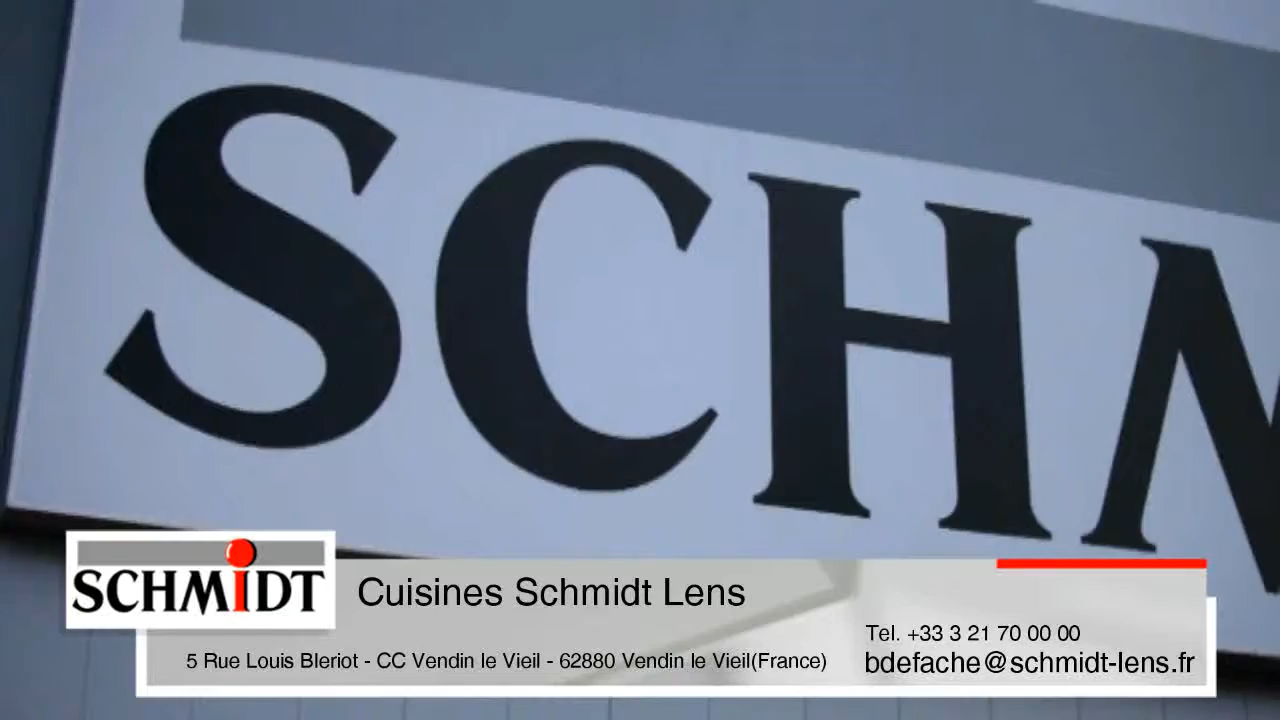 SCHM
SCHMiDT
Cuisines Schmidt Lens
Tel. +33 3 21 70 00 00
5 Rue Louis Bleriot - CC Vendin le Vieil - 62880 Vendin le Vieil(France)
bdefache@schmidt-lens.fr